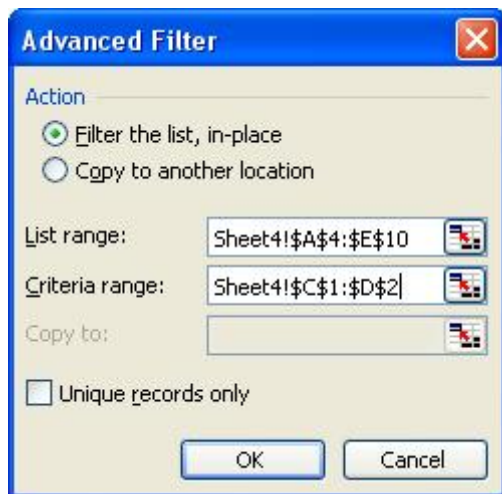 Advanced Filter
Action
Filter the list, in-place
Copy to another location
List range: Sheet4!$A$4:$E$10
Criteria range: Sheet4!$C$1:$D$2
Copy to:
Unique records only
OK Cancel